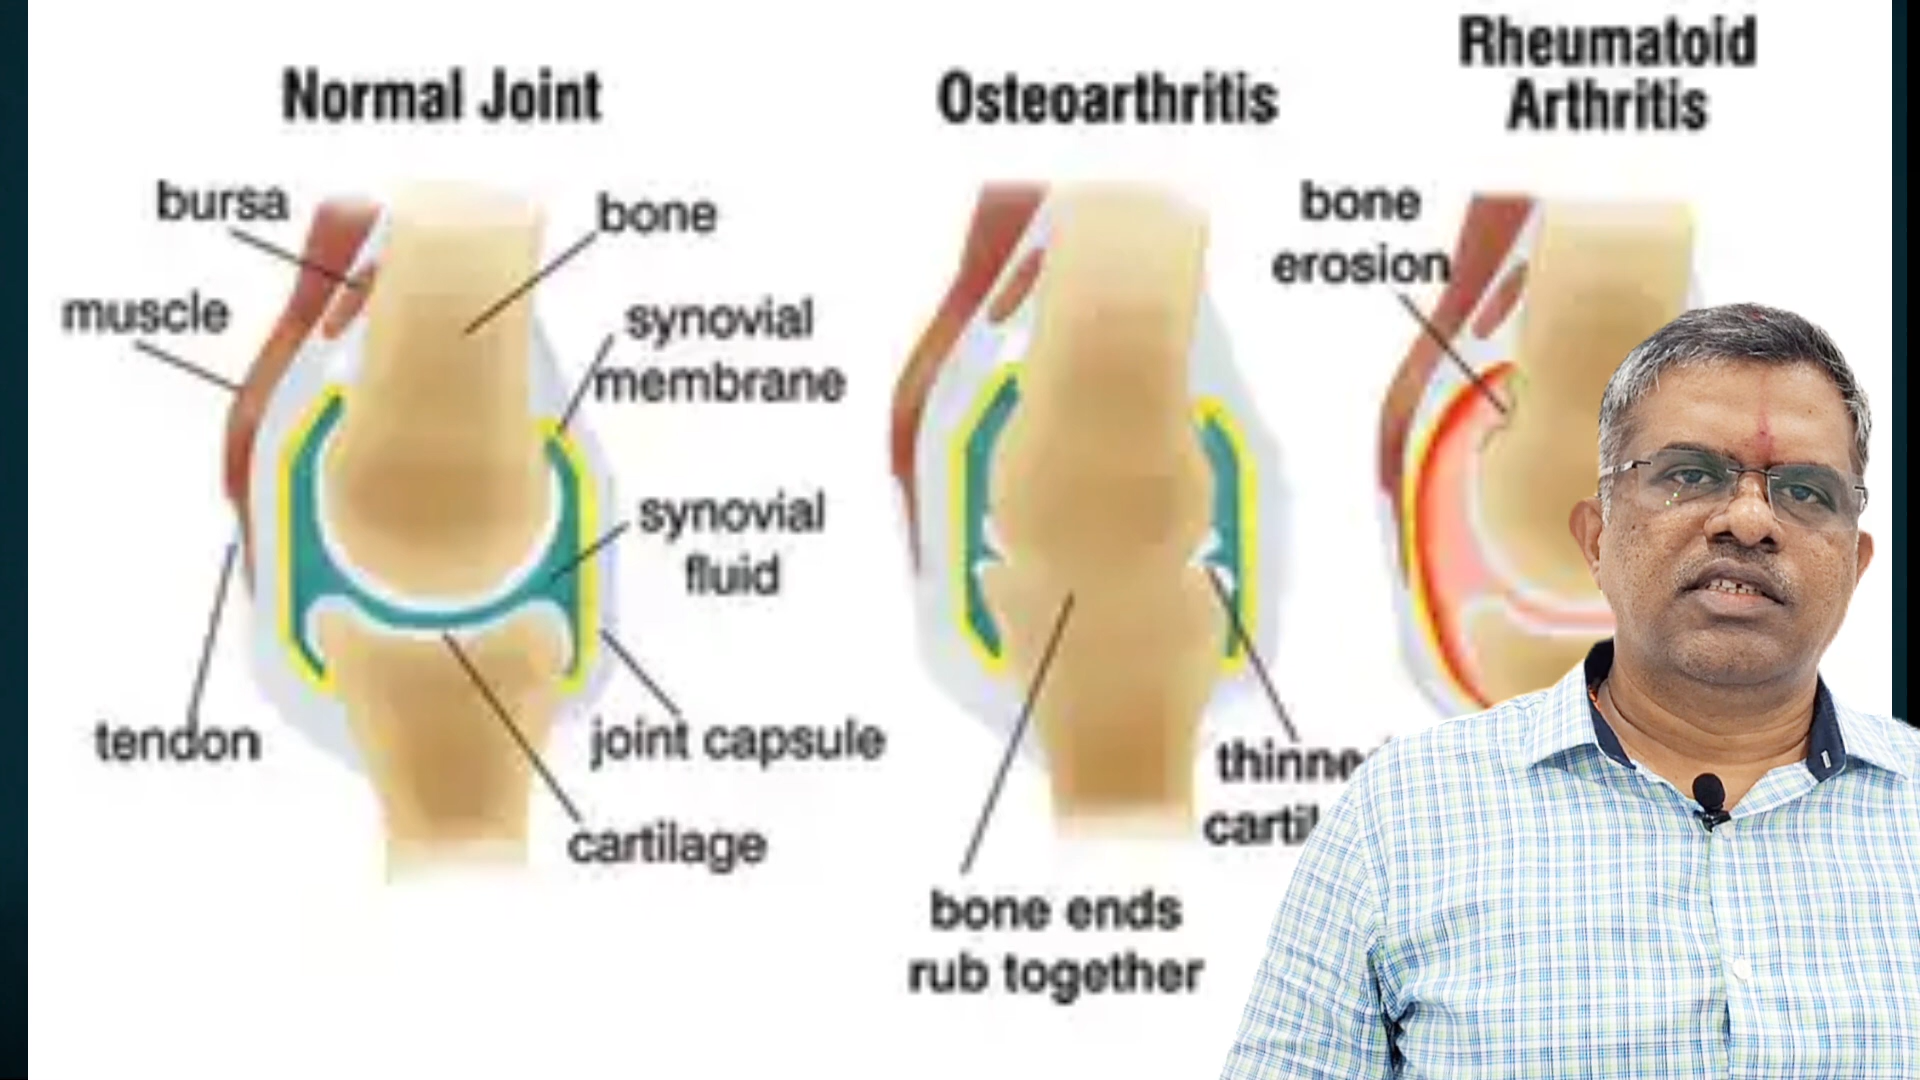 Normal Joint
bursa
bone
muscle
synovial
membrane
synovial
fluid
tendon
joint capsule
cartilage
Osteoarthritis
bone ends
rub together
Rheumatoid
Arthritis
bone
erosion